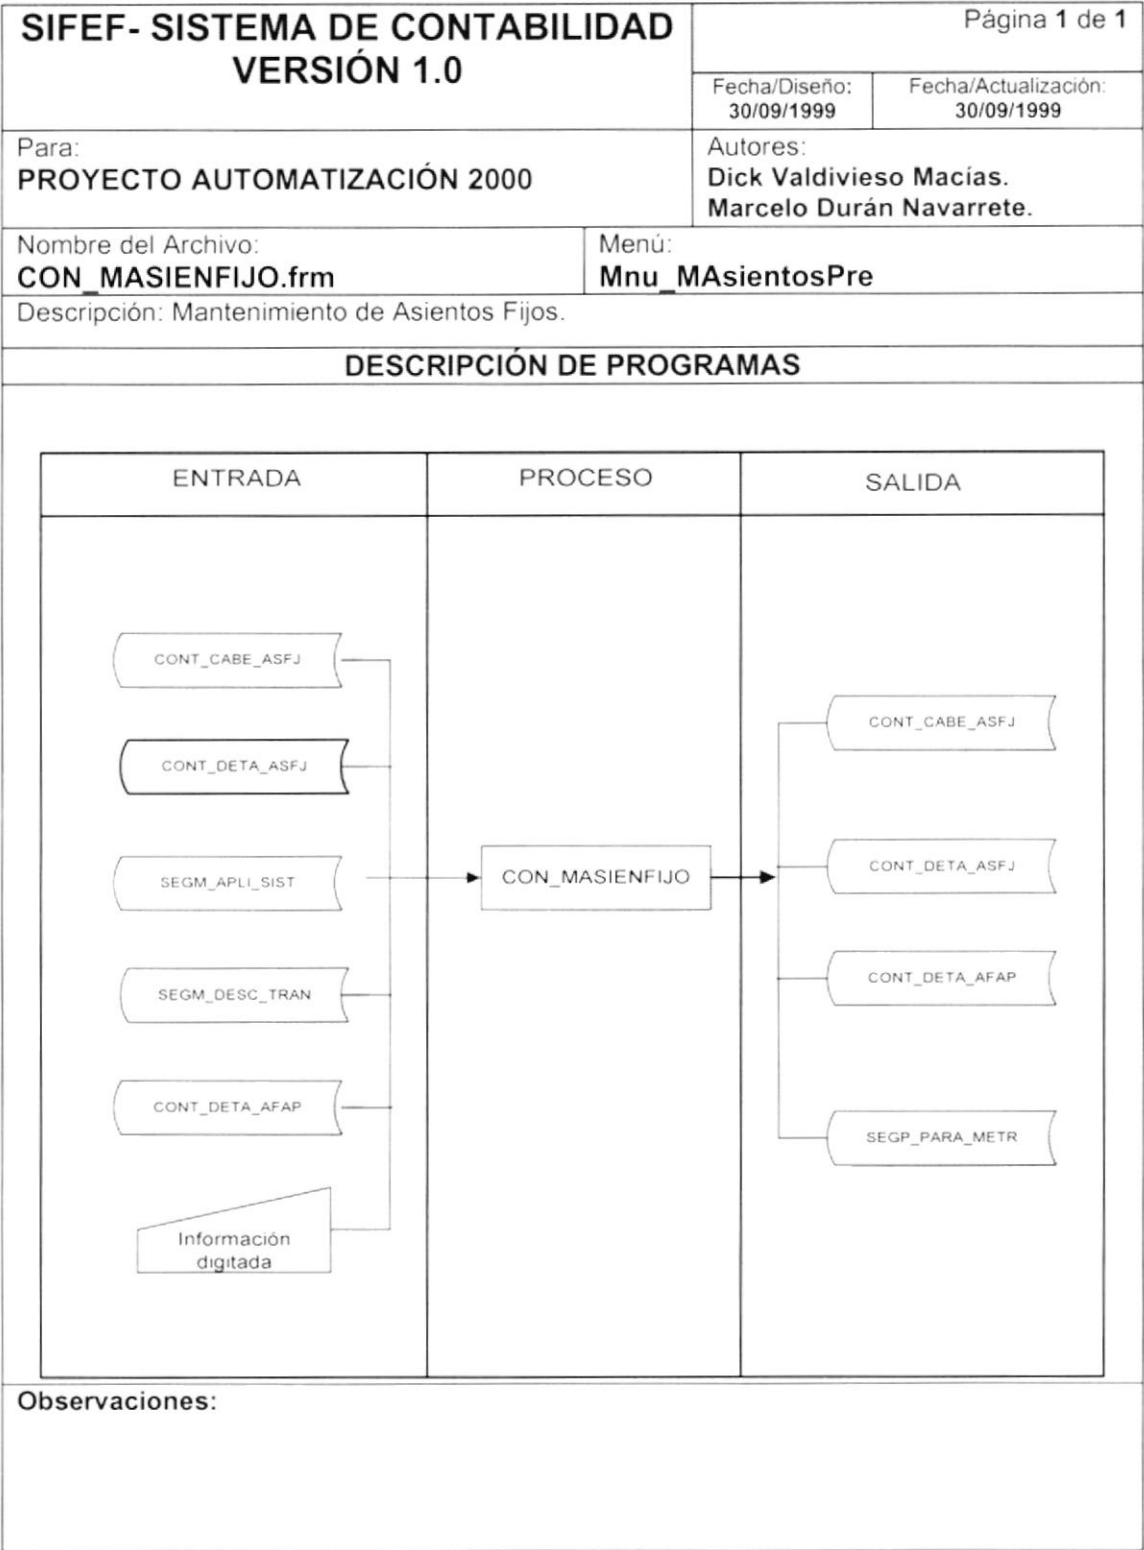 SIFEF- SISTEMA DE CONTABILIDAD
VERSIÓN 1.0
Página 1 de 1
Fecha/Diseño:
30/09/1999
Fecha/Actualización:
30/09/1999
Para:
PROYECTO AUTOMATIZACIÓN 2000
Autores:
Dick Valdivieso Macías.
Marcelo Durán Navarrete.
Nombre del Archivo:
CON_MASIENFIJO.frm
Menú:
Mnu_MAsientosPre
Descripción: Mantenimiento de Asientos Fijos.
DESCRIPCIÓN DE PROGRAMAS
ENTRADA
PROCESO
SALIDA
CONT_CABE_ASFJ
CONT_DETA_ASFJ
SEGM_APLI_SIST
SEGM_DESC_TRAN
CONT_DETA_AFAP
Información
digitada
CON_MASIENFIJO
CONT_CABE_ASFJ
CONT_DETA_ASFJ
CONT_DETA_AFAP
SEGP_PARA_METR
Observaciones: